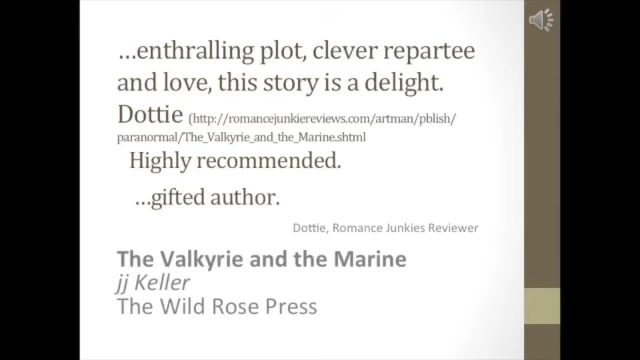 …enthralling plot, clever repartee
and love, this story is a delight.
Dottie (http://romancejunkiereviews.com/artman/pblish/
paranormal/The_Valkyrie_and_the_Marine.shtml
Highly recommended.
…gifted author.
Dottie, Romance Junkies Reviewer
The Valkyrie and the Marine
jj Keller
The Wild Rose Press